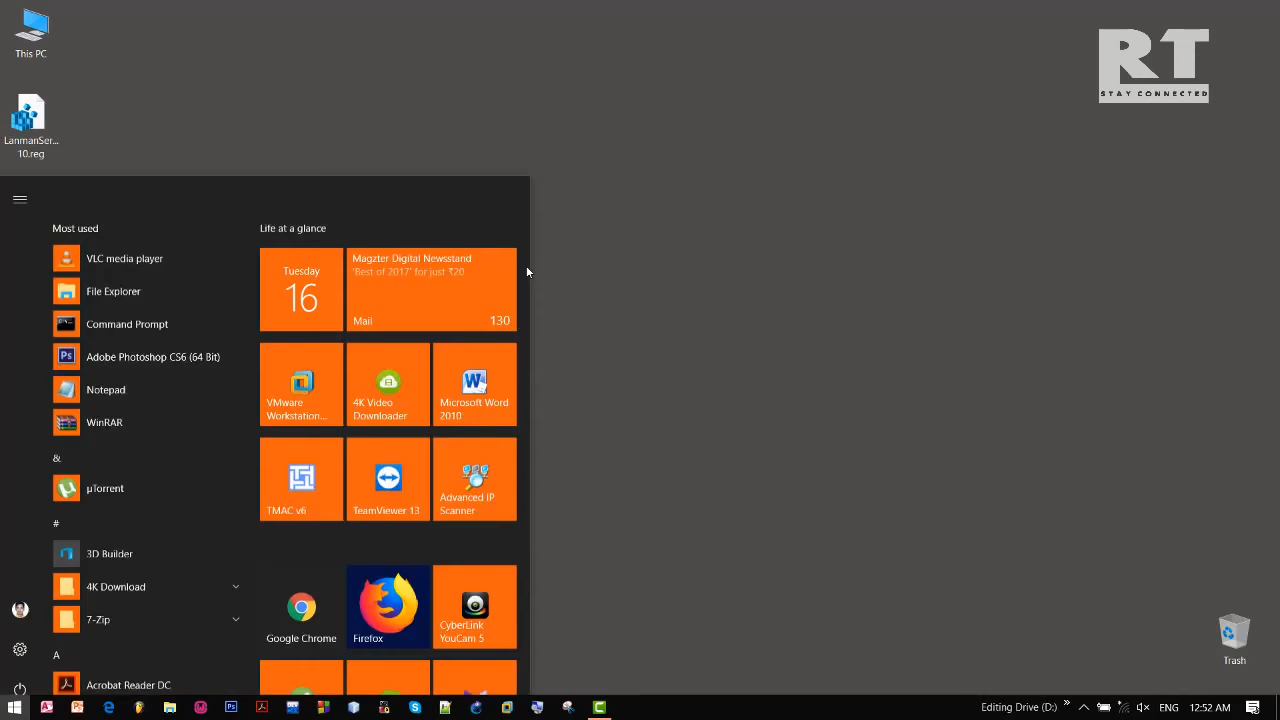 This PC
RT
STAY CONNECTED
LanmanSer...
10.reg
Most used
VLC media player
File Explorer
Command Prompt
Adobe Photoshop CS6 (64 Bit)
Notepad
WinRAR
&
µTorrent
#
3D Builder
4K Download
7-Zip
A
Acrobat Reader DC
Life at a glance
Tuesday
16
Magzter Digital Newsstand
'Best of 2017' for just ₹20
Mail 130
VMware
Workstation...
4K Video
Downloader
Microsoft Word
2010
TMAC v6
TeamViewer 13
Advanced IP
Scanner
Google Chrome
Firefox
CyberLink
YouCam 5
Trash
Editing Drive (D:) » ENG 12:52 AM